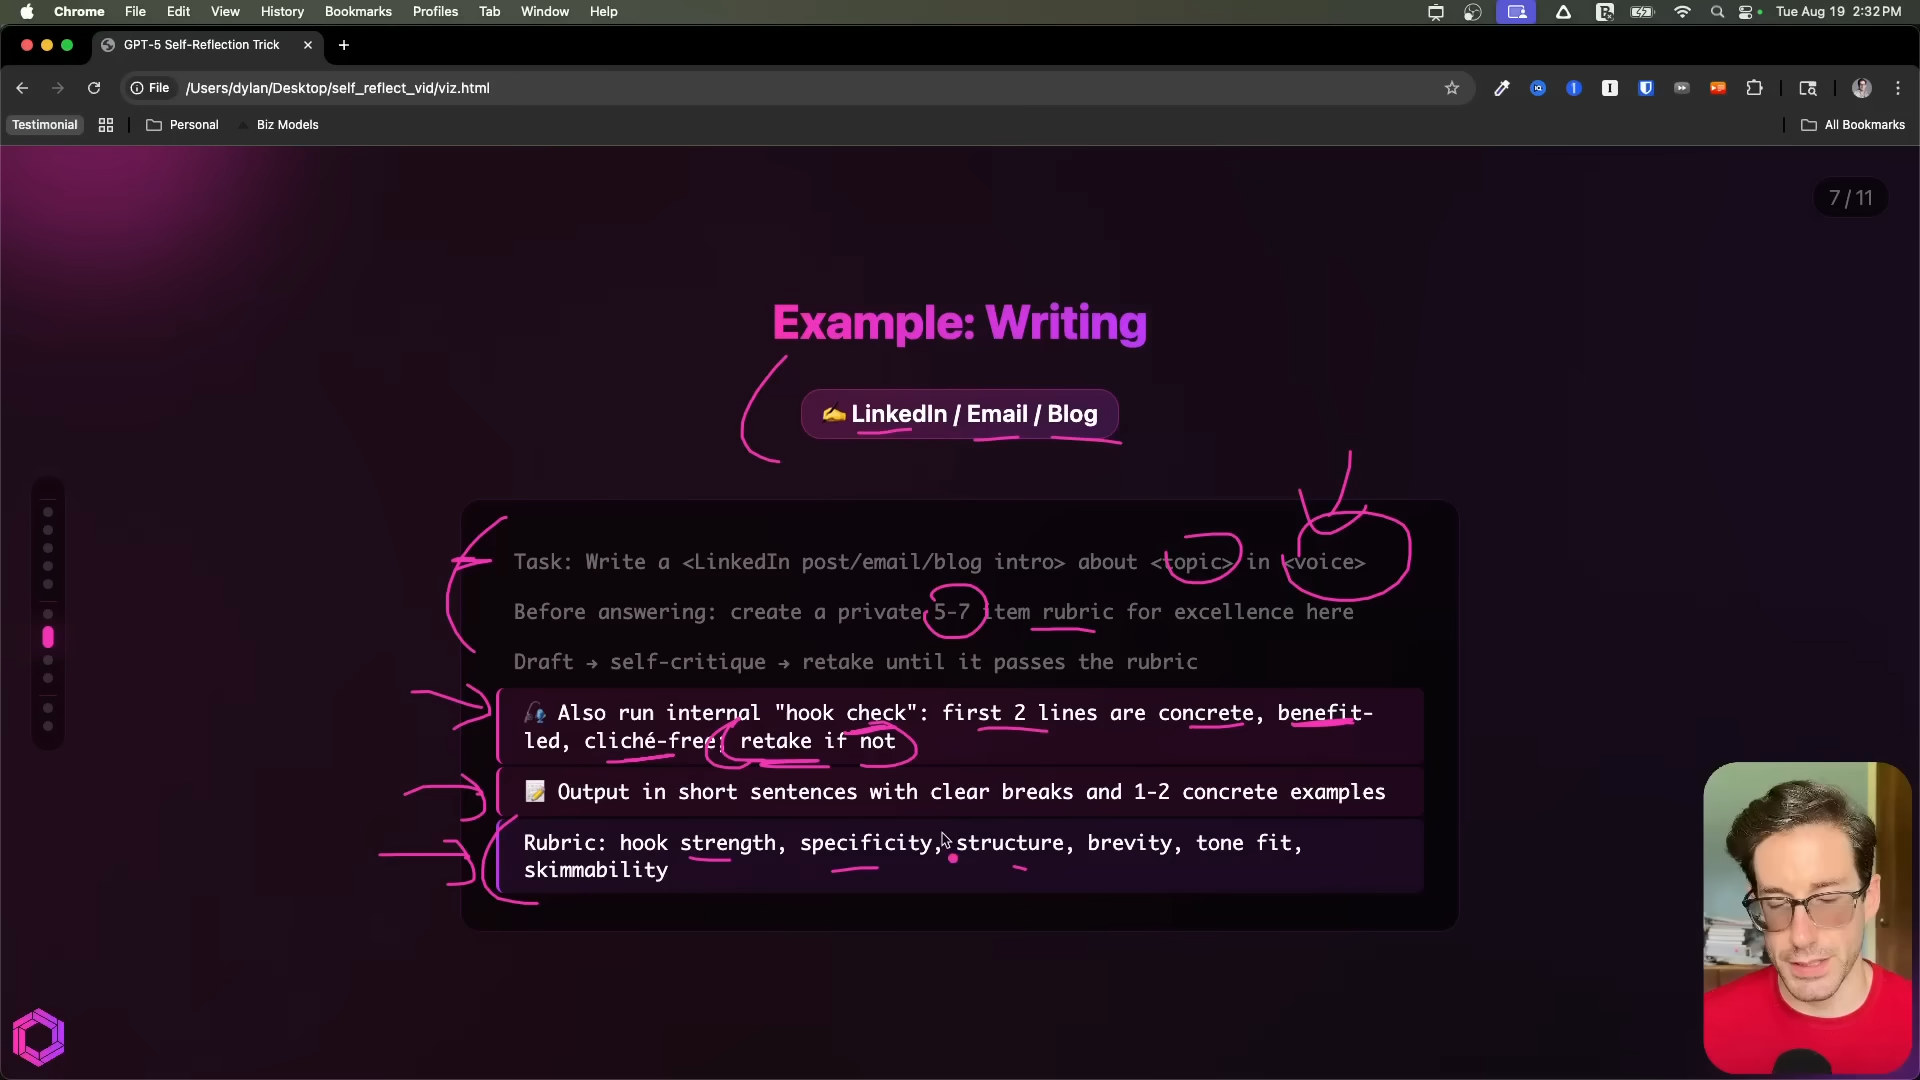 Chrome File Edit View History Bookmarks Profiles Tab Window Help Tue Aug 19 2:32 PM
GPT-5 Self-Reflection Trick
File /Users/dylan/Desktop/self_reflect_vid/viz.html
Testimonial Personal Biz Models All Bookmarks
7 / 11
Example: Writing
✍️ LinkedIn / Email / Blog
Task: Write a <LinkedIn post/email/blog intro> about <topic> in <voice>
Before answering: create a private 5-7 item rubric for excellence here
Draft → self-critique → retake until it passes the rubric
🎣 Also run internal "hook check": first 2 lines are concrete, benefit-
led, cliché-free; retake if not
📝 Output in short sentences with clear breaks and 1-2 concrete examples
Rubric: hook strength, specificity, structure, brevity, tone fit,
skimmability